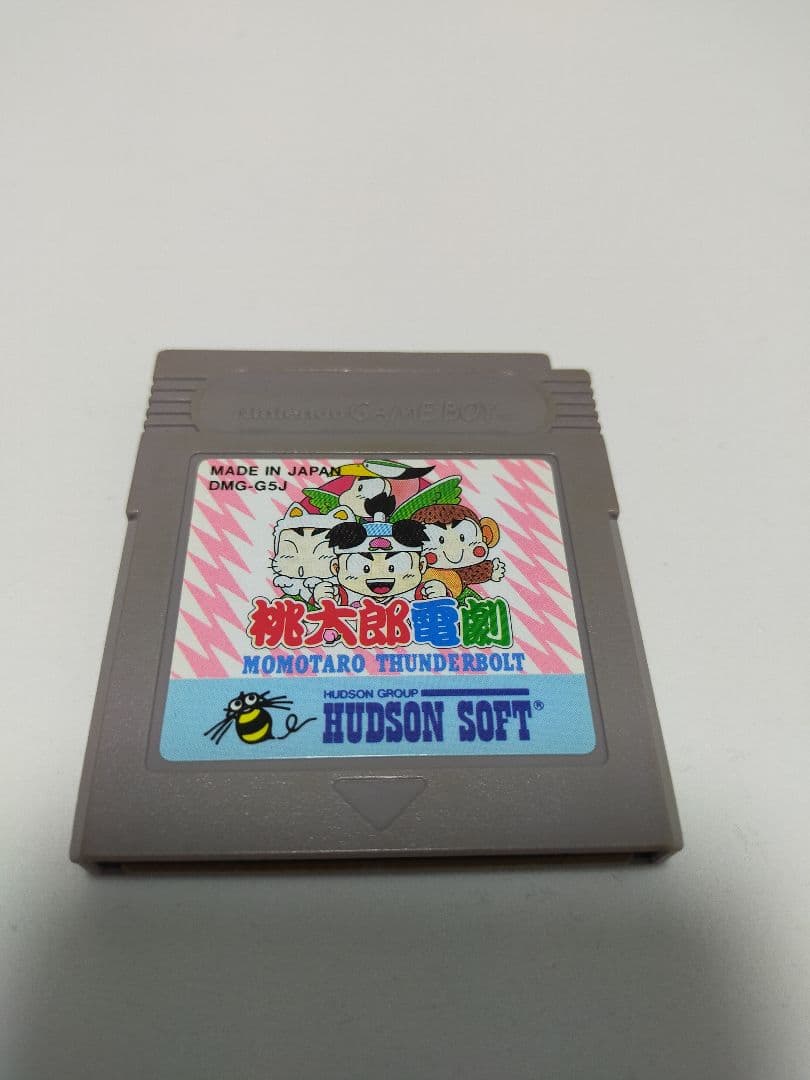 Nintendo GAME BOY
MADE IN JAPAN
DMG-G5J
桃太郎電劇
MOMOTARO THUNDERBOLT
HUDSON GROUP
HUDSON SOFT®